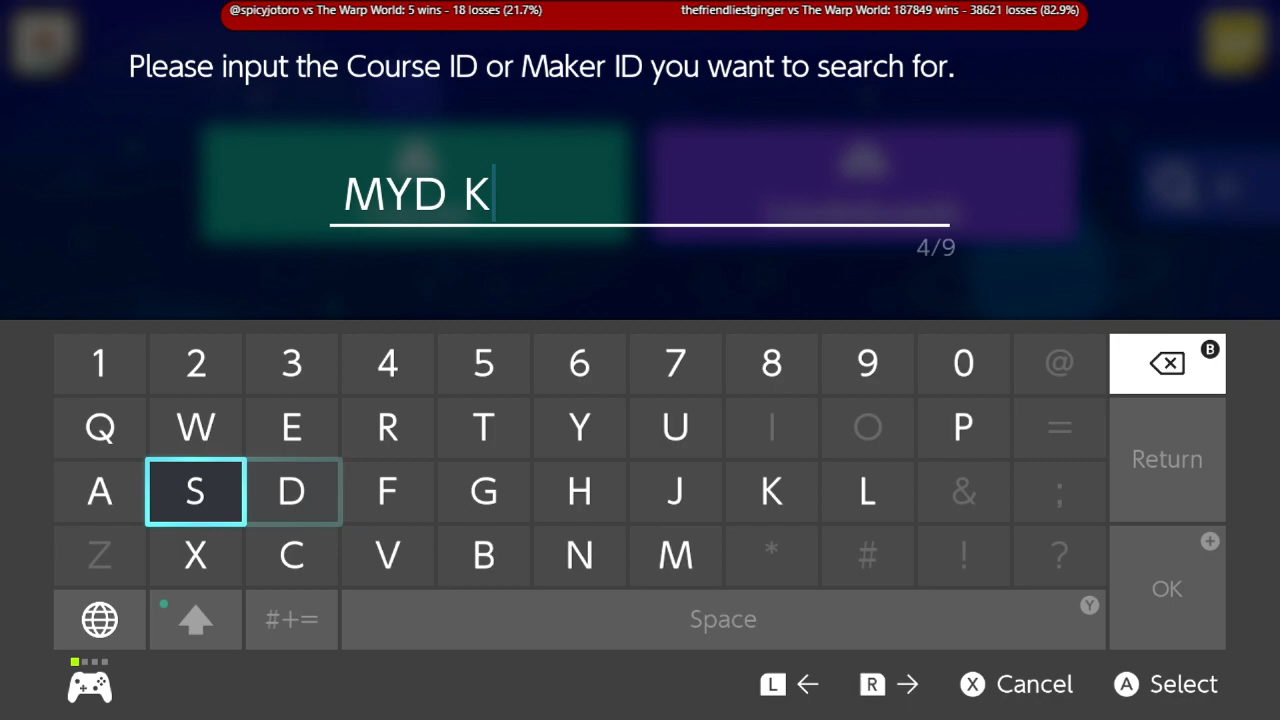 @spicyjotoro vs The Warp World: 5 wins - 18 losses (21.7%) thefriendliestginger vs The Warp World: 187849 wins - 38621 losses (82.9%)
Please input the Course ID or Maker ID you want to search for.
MYD K
4/9
1 2 3 4 5 6 7 8 9 0 @ B
Q W E R T Y U I O P =
Return
A S D F G H J K L & ;
Z X C V B N M * # ! ? +
OK
#+= Space Y
L ← R → X Cancel A Select